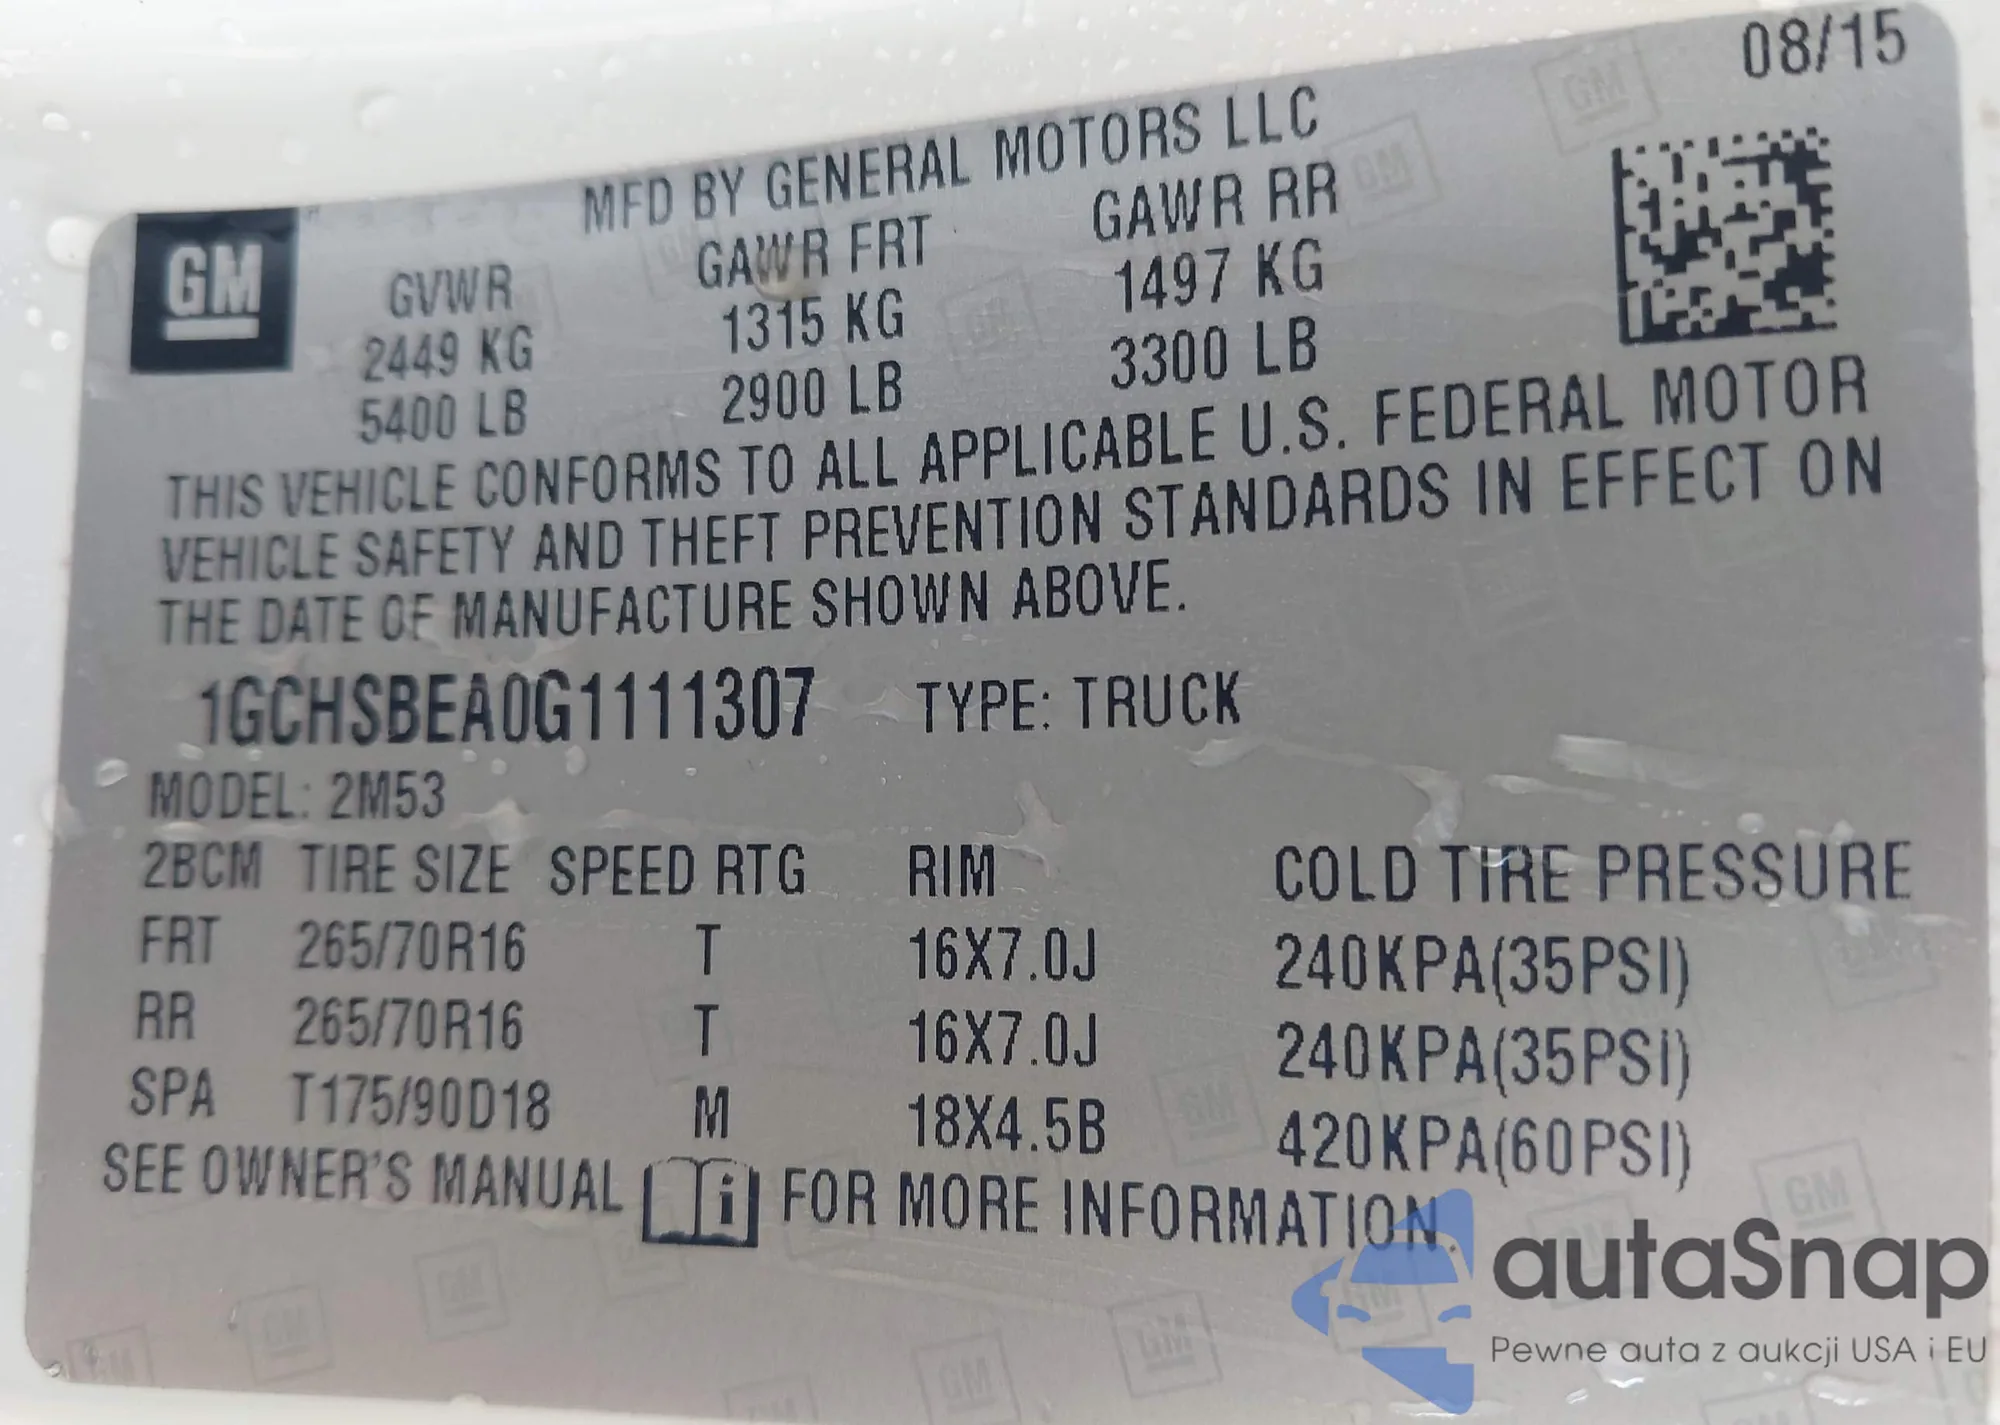 08/15
MFD BY GENERAL MOTORS LLC
GM
GVWR GAWR FRT GAWR RR
2449 KG 1315 KG 1497 KG
5400 LB 2900 LB 3300 LB
THIS VEHICLE CONFORMS TO ALL APPLICABLE U.S. FEDERAL MOTOR
VEHICLE SAFETY AND THEFT PREVENTION STANDARDS IN EFFECT ON
THE DATE OF MANUFACTURE SHOWN ABOVE.
1GCHSBEA0G1111307 TYPE: TRUCK
MODEL: 2M53
2BCM TIRE SIZE SPEED RTG RIM COLD TIRE PRESSURE
FRT 265/70R16 T 16X7.0J 240KPA(35PSI)
RR 265/70R16 T 16X7.0J 240KPA(35PSI)
SPA T175/90D18 M 18X4.5B 420KPA(60PSI)
SEE OWNER'S MANUAL i FOR MORE INFORMATION.
autaSnap
Pewne auta z aukcji USA i EU